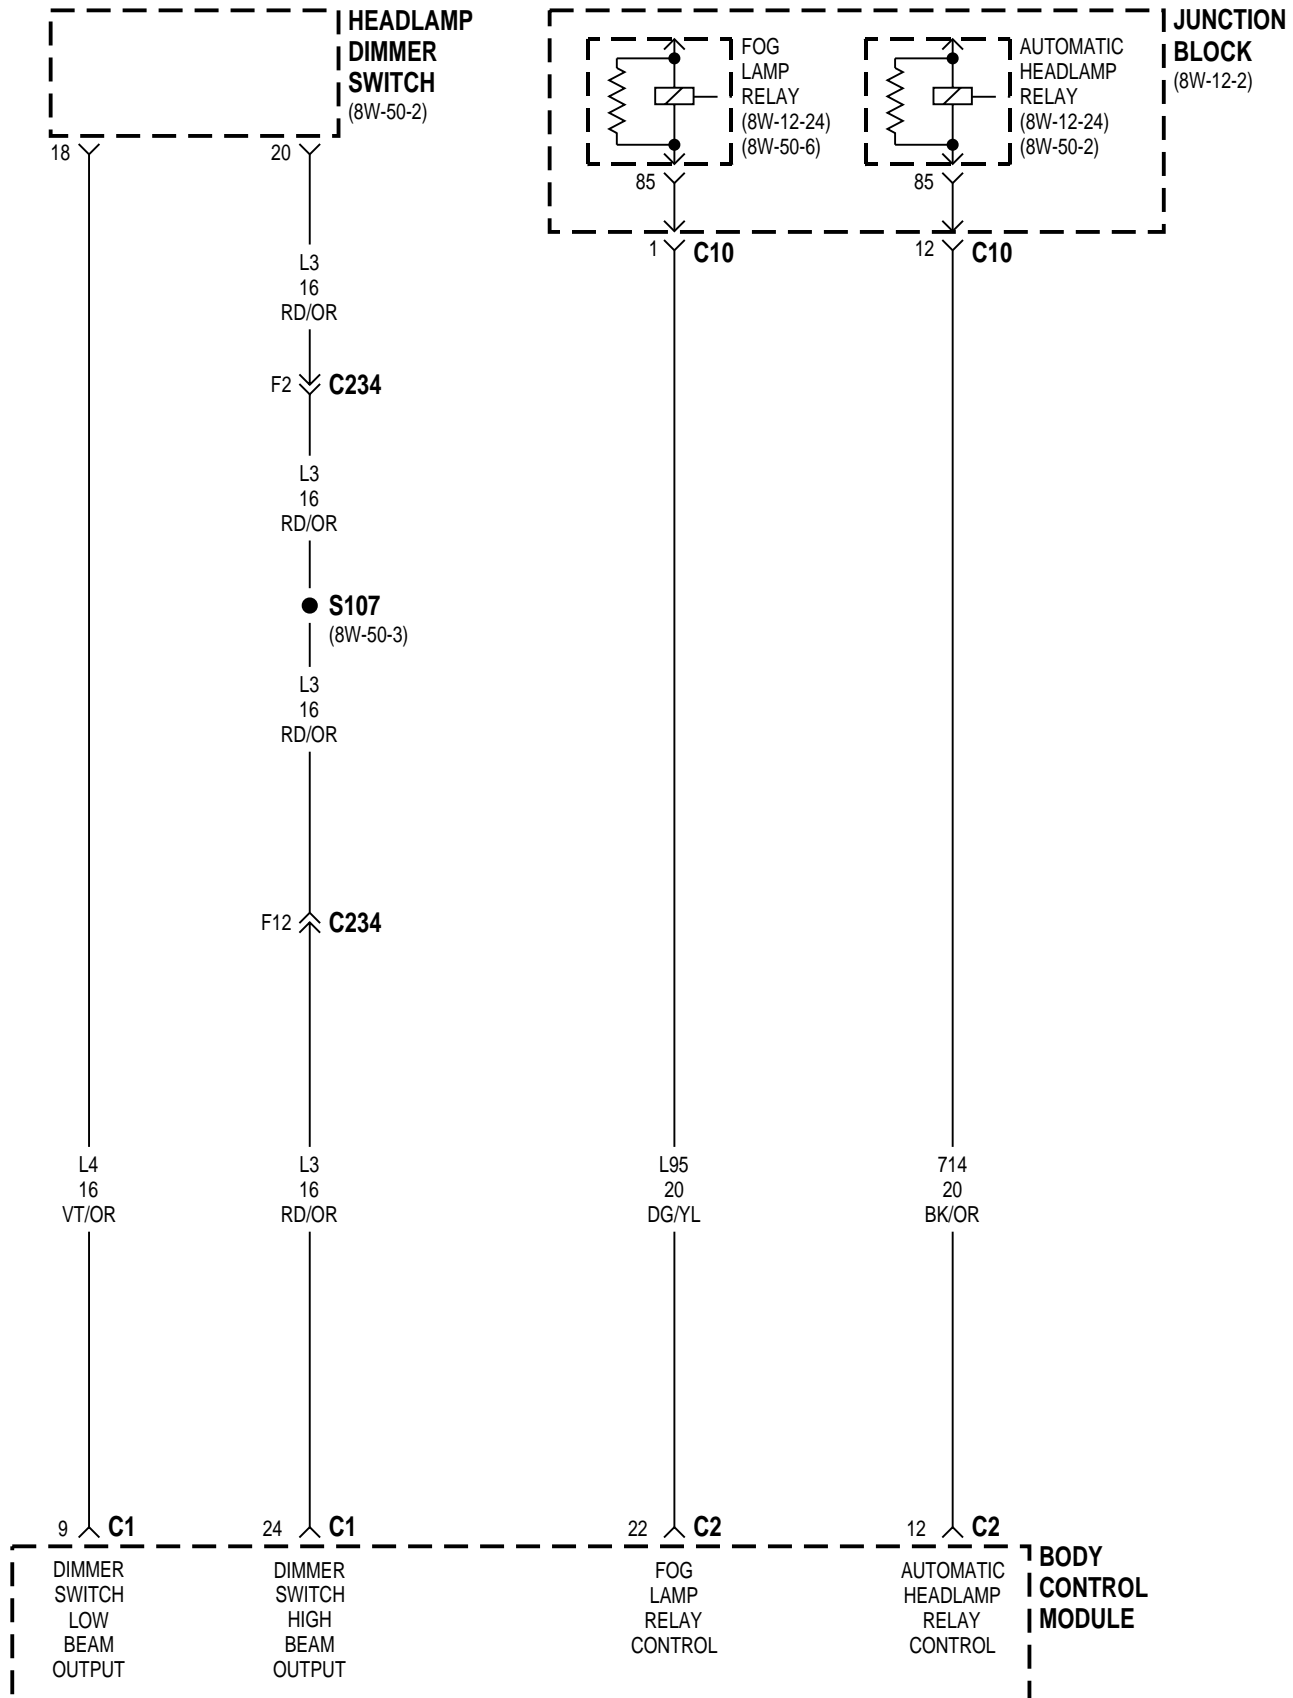 HEADLAMP
DIMMER
SWITCH
(8W-50-2)
18
20
JUNCTION
BLOCK
(8W-12-2)
FOG
LAMP
RELAY
(8W-12-24)
(8W-50-6)
85
AUTOMATIC
HEADLAMP
RELAY
(8W-12-24)
(8W-50-2)
85
1 C10
12 C10
L3
16
RD/OR
F2 C234
L3
16
RD/OR
S107
(8W-50-3)
L3
16
RD/OR
F12 C234
L4
16
VT/OR
L3
16
RD/OR
L95
20
DG/YL
714
20
BK/OR
9 C1
24 C1
22 C2
12 C2
DIMMER
SWITCH
LOW
BEAM
OUTPUT
DIMMER
SWITCH
HIGH
BEAM
OUTPUT
FOG
LAMP
RELAY
CONTROL
AUTOMATIC
HEADLAMP
RELAY
CONTROL
BODY
CONTROL
MODULE